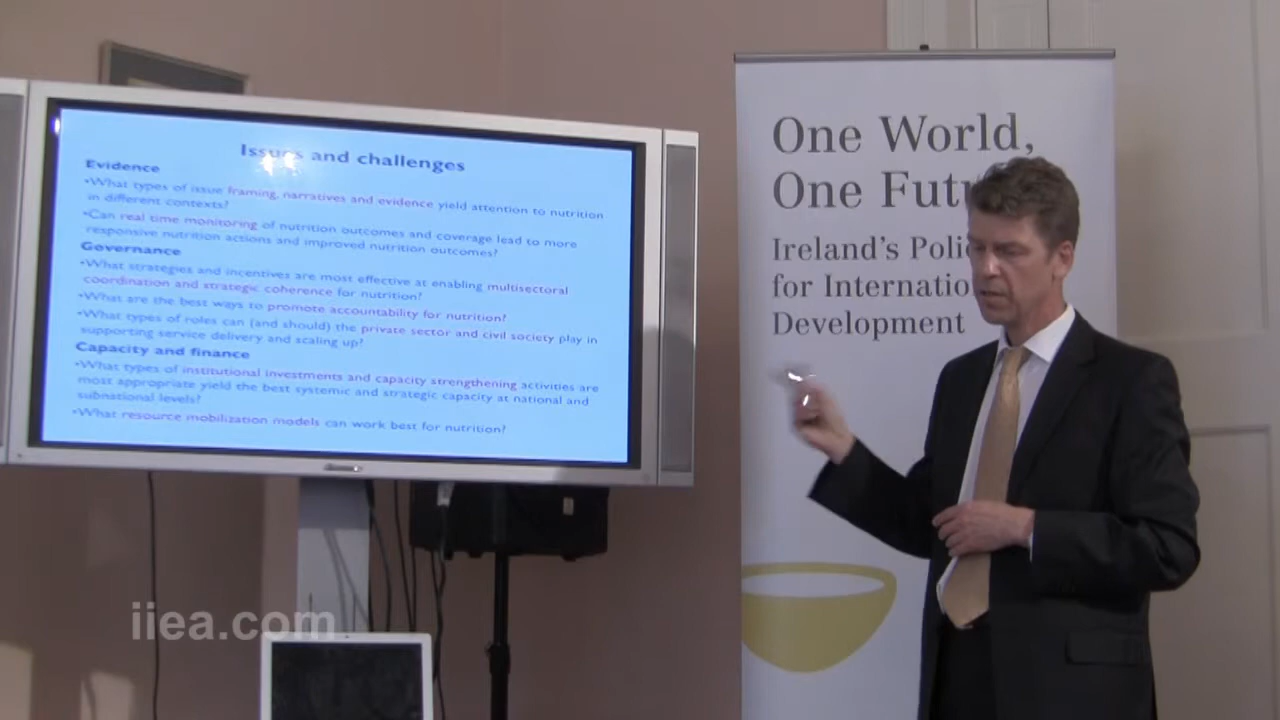 Issues and challenges
Evidence
•What types of issue framing, narratives and evidence yield attention to nutrition
in different contexts?
•Can real time monitoring of nutrition outcomes and coverage lead to more
responsive nutrition actions and improved nutrition outcomes?
Governance
•What strategies and incentives are most effective at enabling multisectoral
coordination and strategic coherence for nutrition?
•What are the best ways to promote accountability for nutrition?
•What types of roles can (and should) the private sector and civil society play in
supporting service delivery and scaling up?
Capacity and finance
•What types of institutional investments and capacity strengthening activities are
most appropriate yield the best systemic and strategic capacity at national and
subnational levels?
•What resource mobilization models can work best for nutrition?
One World,
One Futu
Ireland's Poli
for Internatio
Development
iiea.com